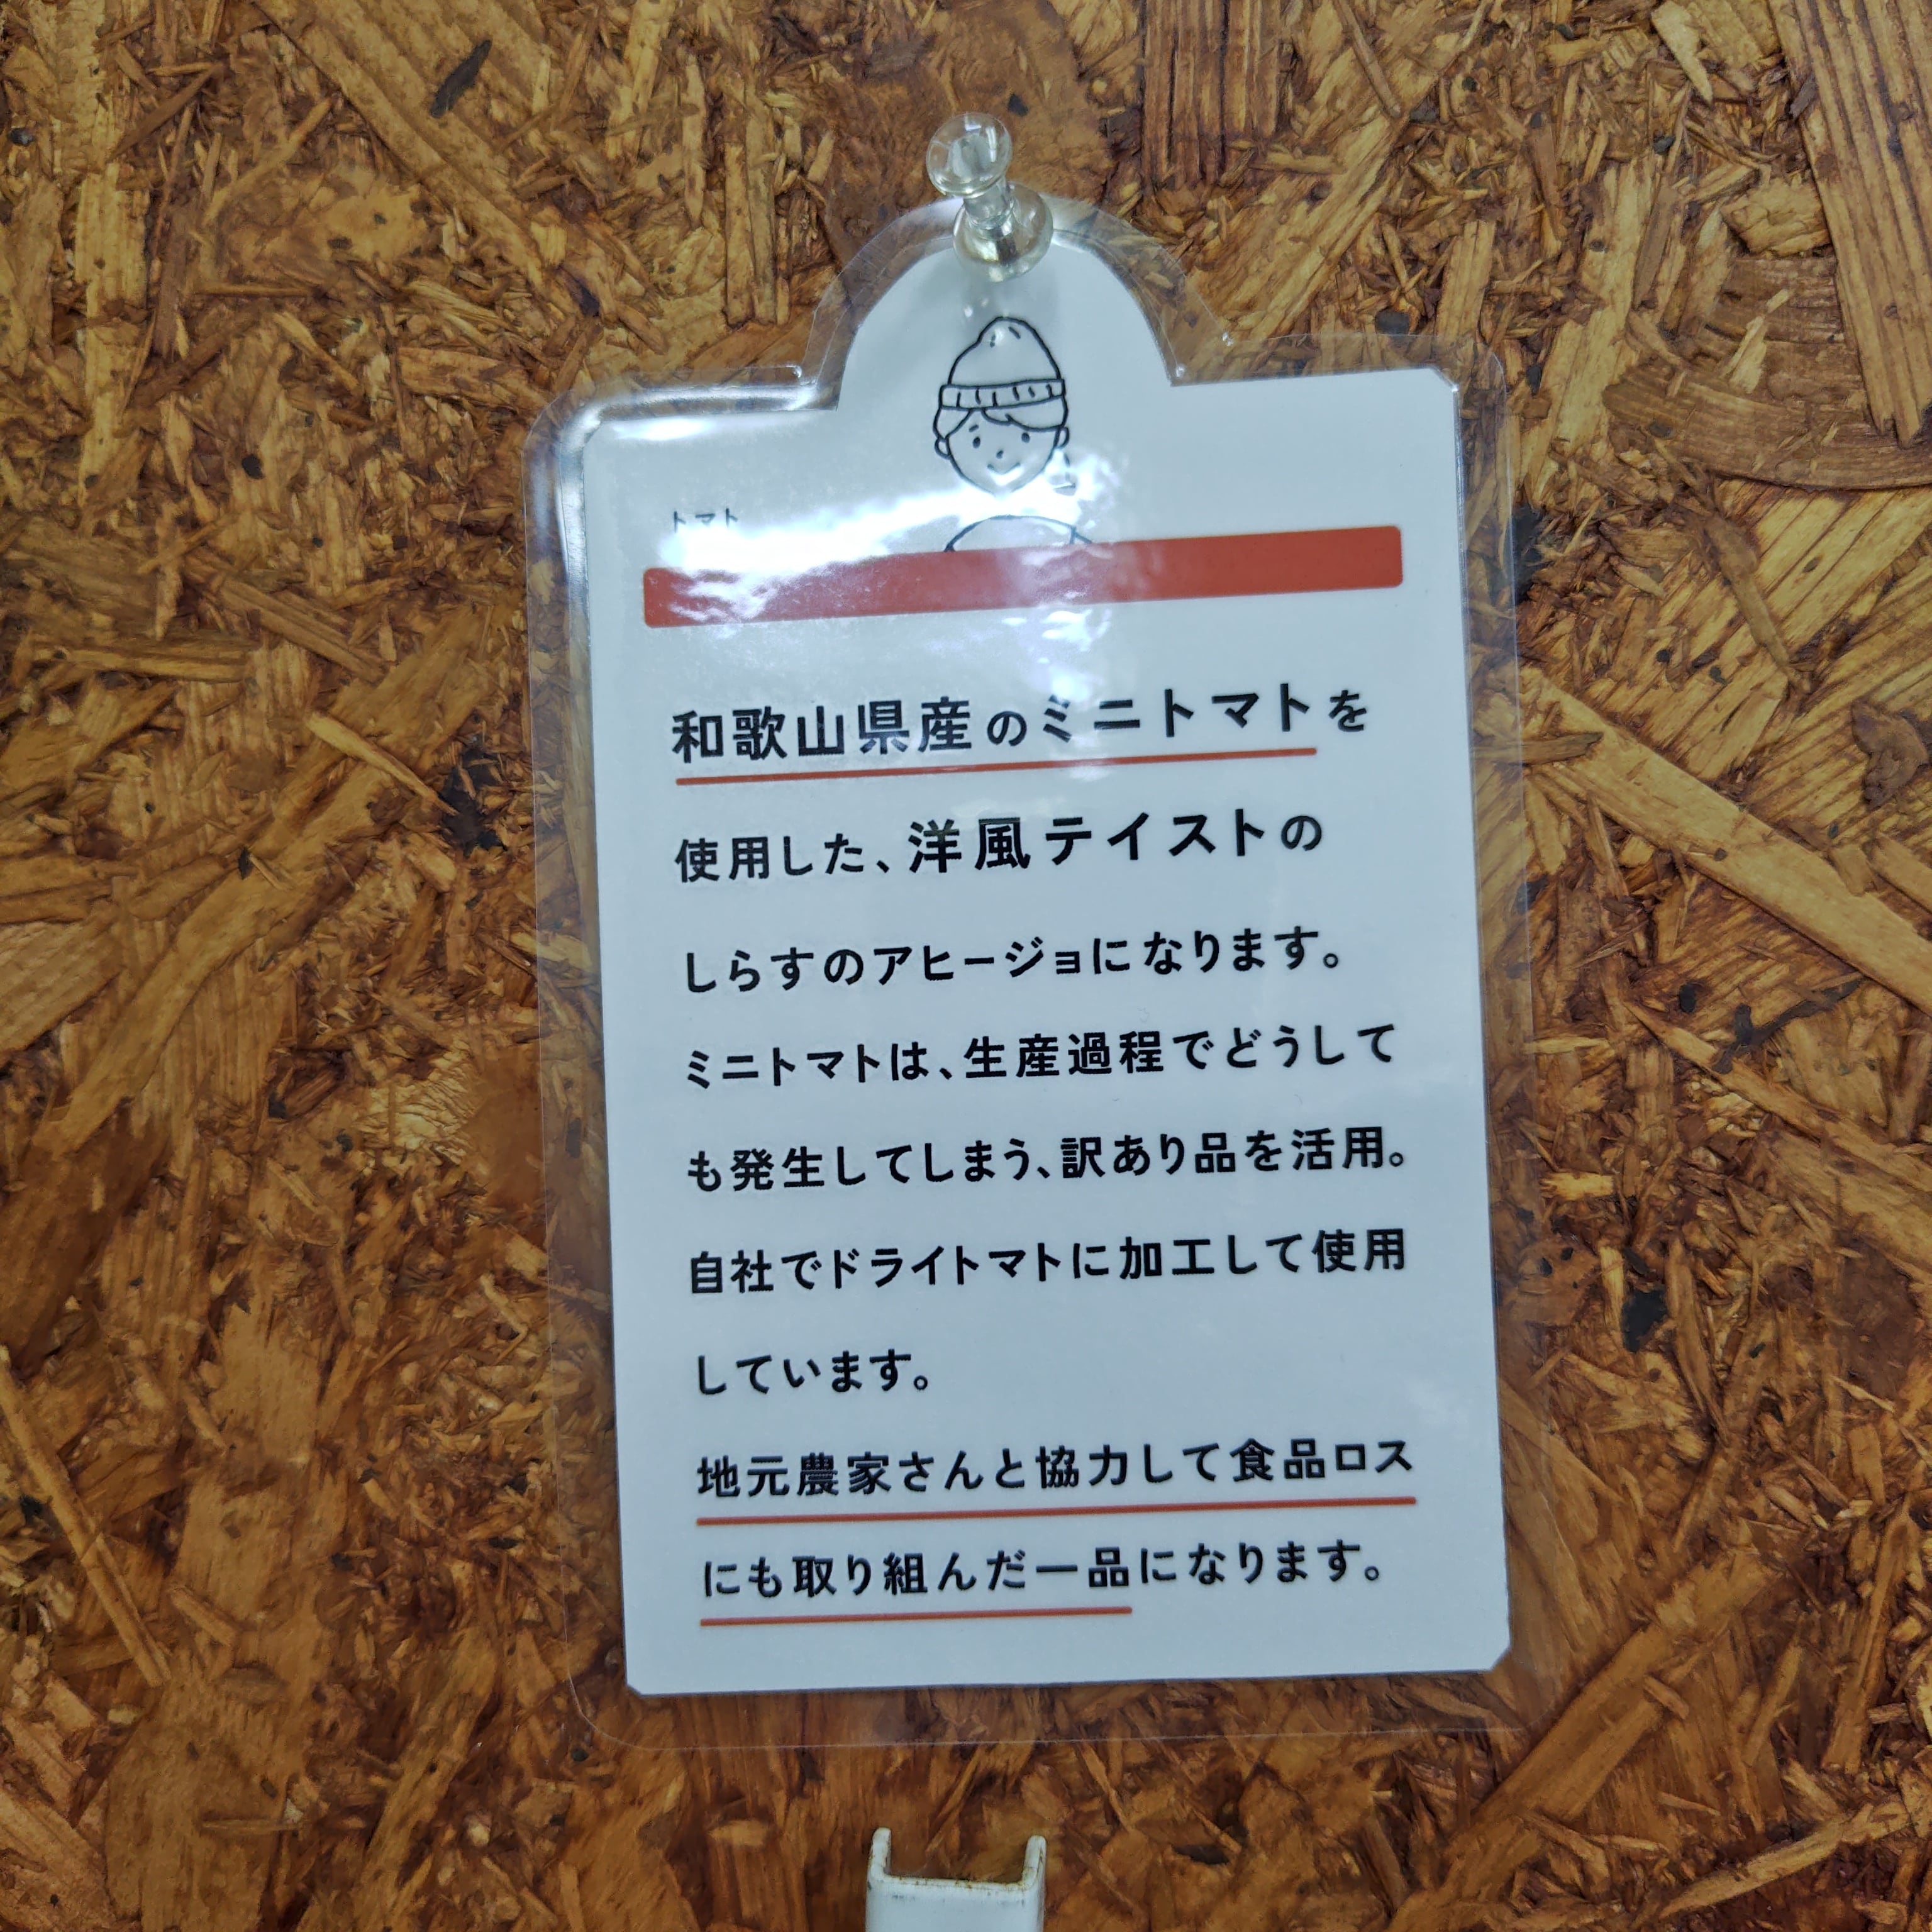 トマト
和歌山県産のミニトマトを
使用した、洋風テイストの
しらすのアヒージョになります。
ミニトマトは、生産過程でどうして
も発生してしまう、訳あり品を活用。
自社でドライトマトに加工して使用
しています。
地元農家さんと協力して食品ロス
にも取り組んだ一品になります。